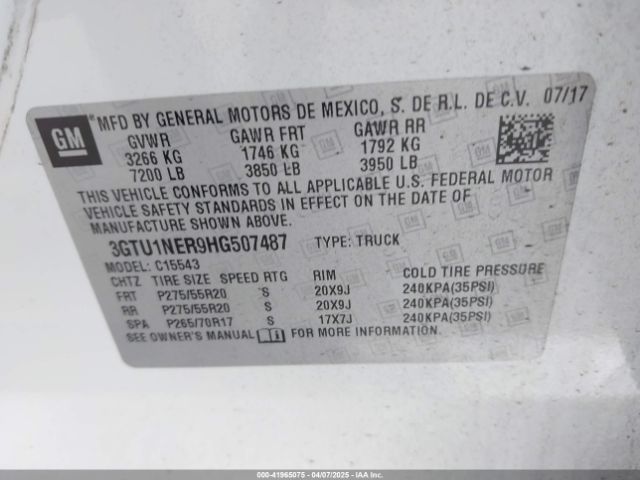 GM
MFD BY GENERAL MOTORS DE MEXICO, S. DE R.L. DE C.V. 07/17
GVWR GAWR FRT GAWR RR
3266 KG 1746 KG 1792 KG
7200 LB 3850 LB 3950 LB
THIS VEHICLE CONFORMS TO ALL APPLICABLE U.S. FEDERAL MOTOR
VEHICLE SAFETY STANDARDS IN EFFECT ON THE DATE OF
MANUFACTURE SHOWN ABOVE.
3GTU1NER9HG507487 TYPE: TRUCK
MODEL: C15543
CHTZ TIRE SIZE SPEED RTG RIM COLD TIRE PRESSURE
FRT P275/55R20 S 20X9J 240KPA(35PSI)
RR P275/55R20 S 20X9J 240KPA(35PSI)
SPA P265/70R17 S 17X7J 240KPA(35PSI)
SEE OWNER'S MANUAL FOR MORE INFORMATION.
000-41965075 - 04/07/2025 - IAAI.com